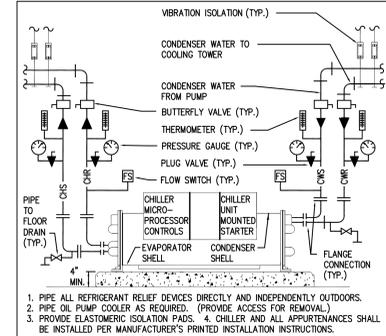 VIBRATION ISOLATION (TYP.)
CONDENSER WATER TO
COOLING TOWER
CONDENSER WATER
FROM PUMP
BUTTERFLY VALVE (TYP.)
THERMOMETER (TYP.)
PRESSURE GAUGE (TYP.)
PLUG VALVE (TYP.)
FS
FLOW SWITCH (TYP.)
FS
CHS
CHR
CWS
CWR
PIPE
TO
FLOOR
DRAIN
(TYP.)
CHILLER
MICRO-
PROCESSOR
CONTROLS
CHILLER
UNIT
MOUNTED
STARTER
EVAPORATOR
SHELL
CONDENSER
SHELL
FLANGE
CONNECTION
(TYP.)
4"
MIN.
1. PIPE ALL REFRIGERANT RELIEF DEVICES DIRECTLY AND INDEPENDENTLY OUTDOORS.
2. PIPE OIL PUMP COOLER AS REQUIRED. (PROVIDE ACCESS FOR REMOVAL)
3. PROVIDE ELASTOMERIC ISOLATION PADS. 4. CHILLER AND ALL APPURTENANCES SHALL
BE INSTALLED PER MANUFACTURER'S PRINTED INSTALLATION INSTRUCTIONS.